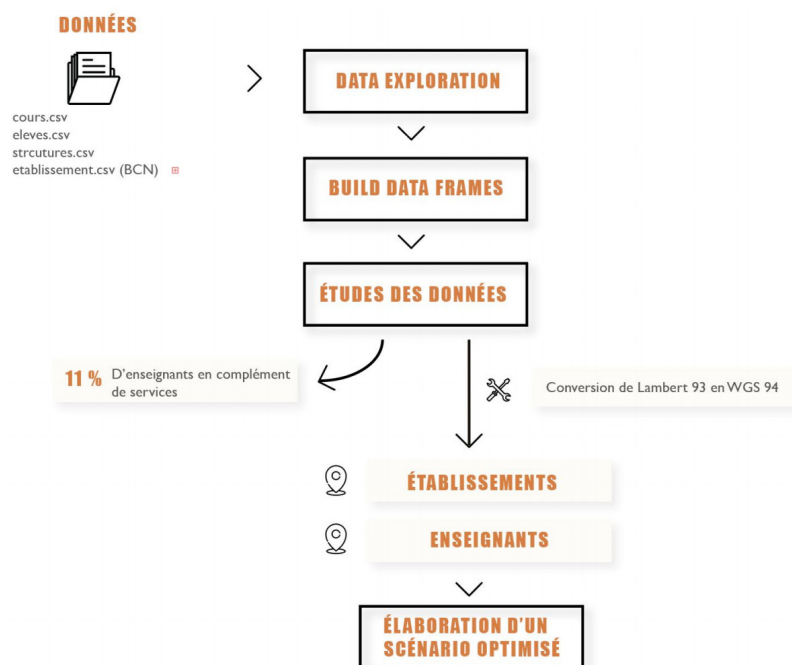 DONNÉES
cours.csv
eleves.csv
strcutures.csv
etablissement.csv (BCN)
DATA EXPLORATION
BUILD DATA FRAMES
ÉTUDES DES DONNÉES
11 % D'enseignants en complément
de services
Conversion de Lambert 93 en WGS 94
ÉTABLISSEMENTS
ENSEIGNANTS
ÉLABORATION D'UN
SCÉNARIO OPTIMISÉ